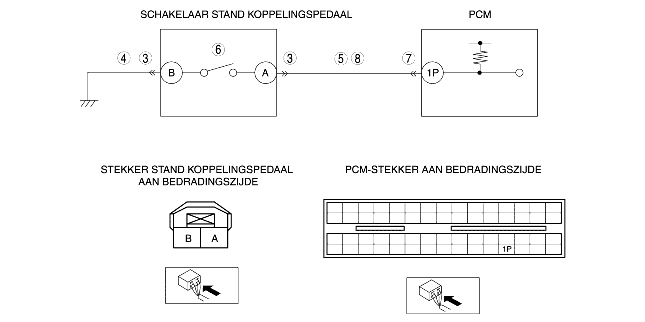 SCHAKELAAR STAND KOPPELINGSPEDAAL
PCM
4 3 B 6 A 3 5 8 7 1P
STEKKER STAND KOPPELINGSPEDAAL
AAN BEDRADINGSZIJDE
PCM-STEKKER AAN BEDRADINGSZIJDE
B A
1P